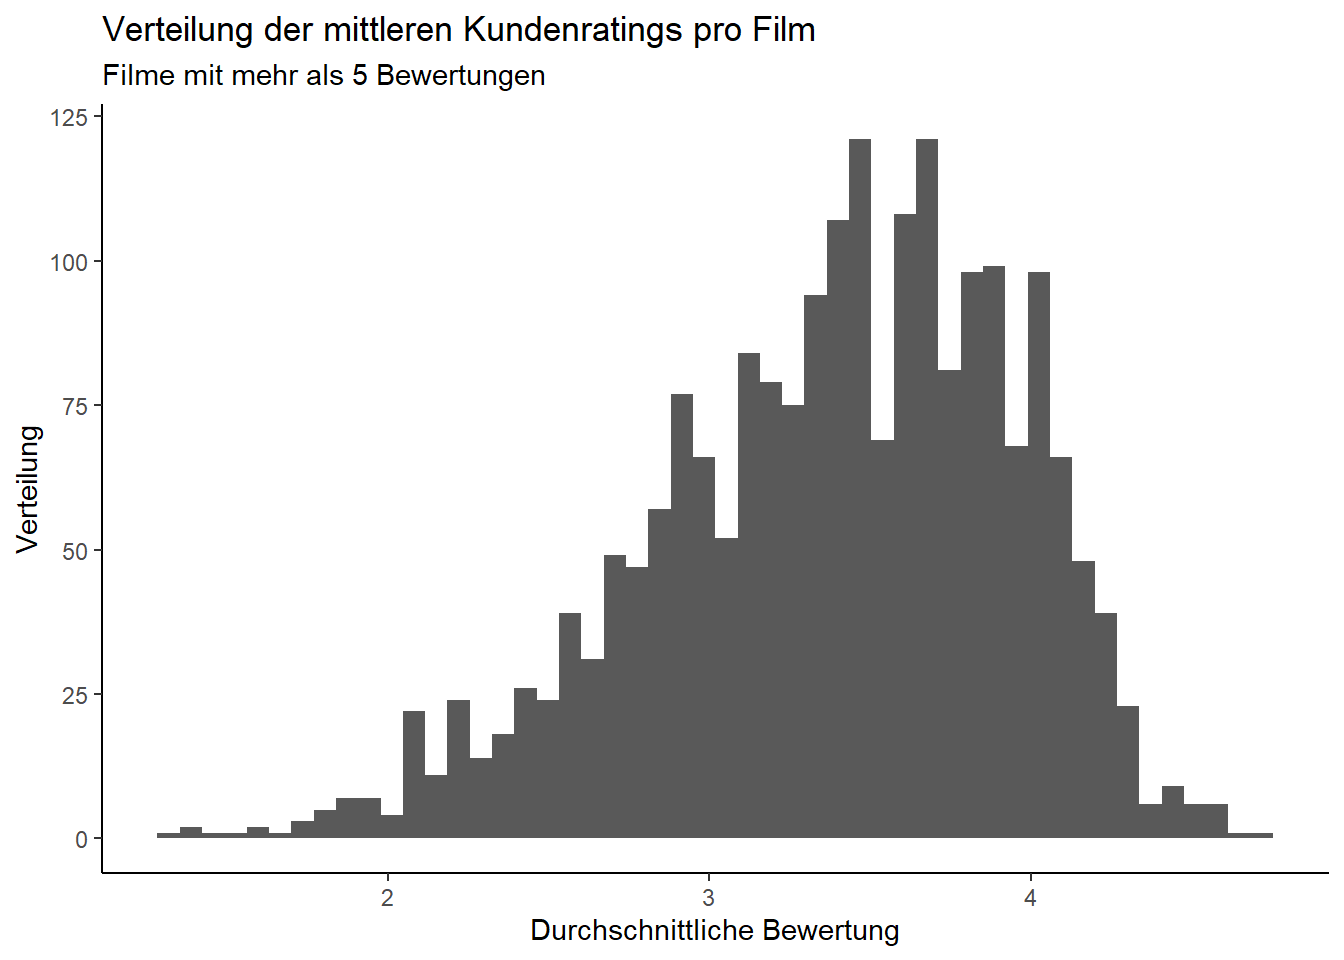 Verteilung der mittleren Kundenratings pro Film
Filme mit mehr als 5 Bewertungen
125
100
75
50
25
0
Verteilung
2 3 4
Durchschnittliche Bewertung